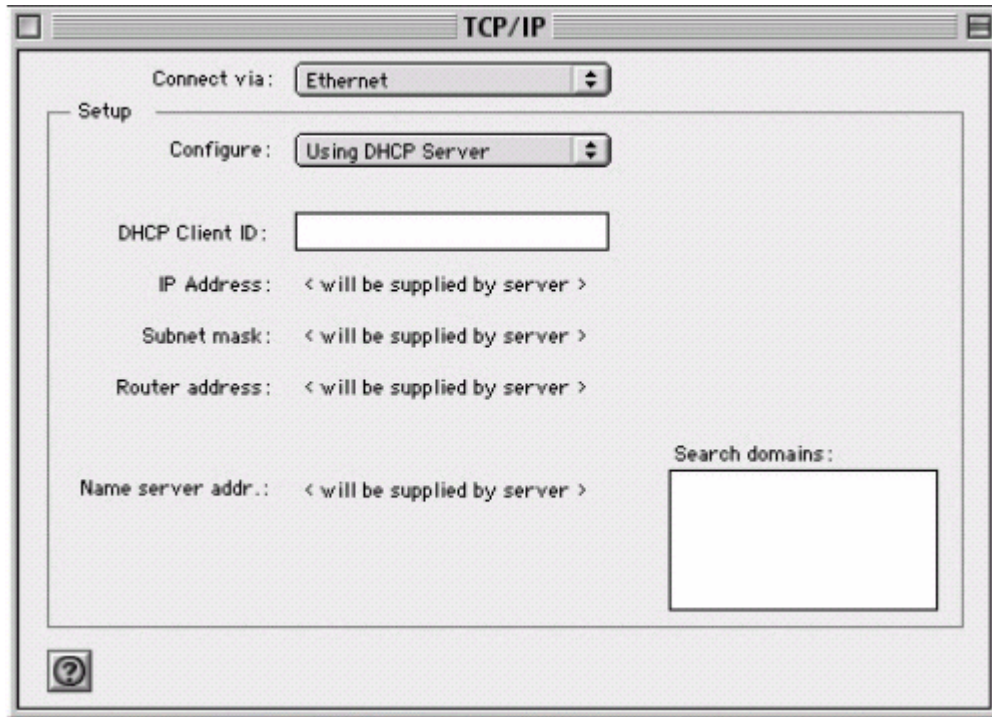 TCP/IP
Connect via: Ethernet
Setup
Configure: Using DHCP Server
DHCP Client ID:
IP Address: < will be supplied by server >
Subnet mask: < will be supplied by server >
Router address: < will be supplied by server >
Search domains:
Name server addr.: < will be supplied by server >
?